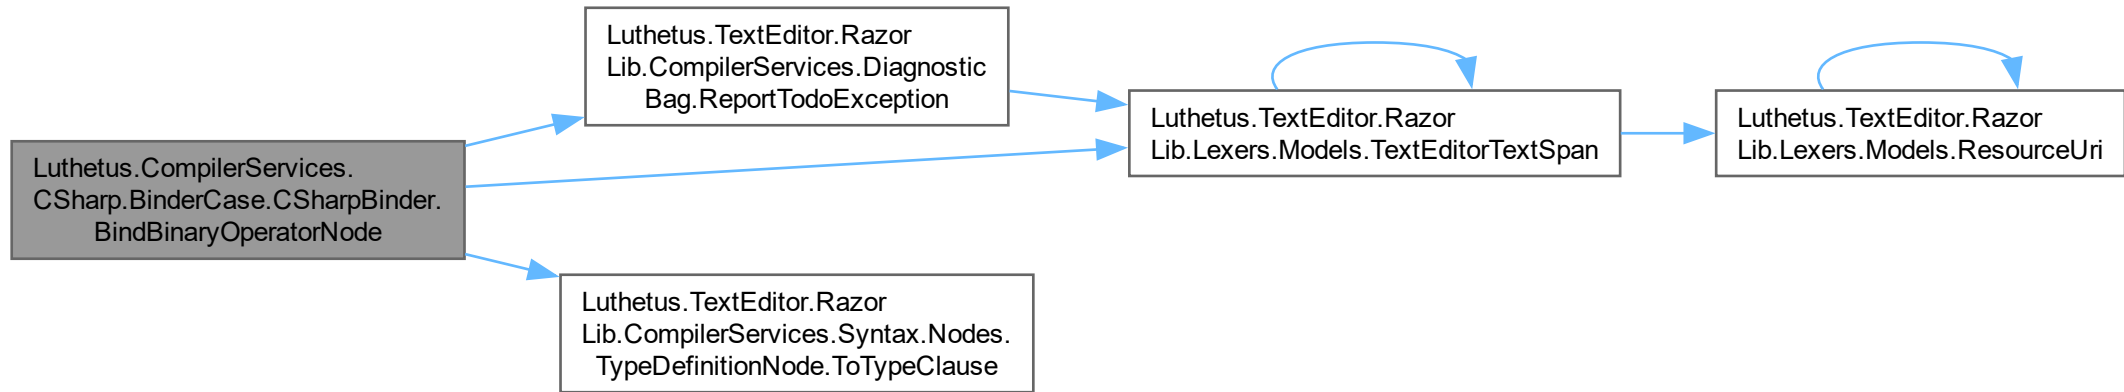 Luthetus.CompilerServices.
CSharp.BinderCase.CSharpBinder.
BindBinaryOperatorNode
Luthetus.TextEditor.Razor
Lib.CompilerServices.Diagnostic
Bag.ReportTodoException
Luthetus.TextEditor.Razor
Lib.Lexers.Models.TextEditorTextSpan
Luthetus.TextEditor.Razor
Lib.Lexers.Models.ResourceUri
Luthetus.TextEditor.Razor
Lib.CompilerServices.Syntax.Nodes.
TypeDefinitionNode.ToTypeClause